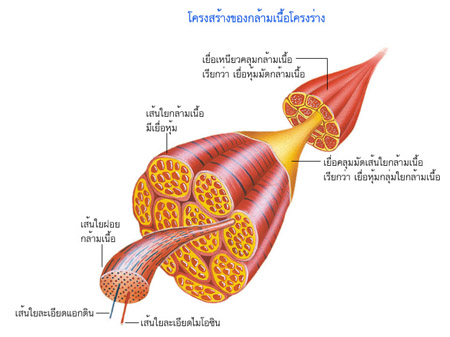 โครงสร้างของกล้ามเนื้อโครงร่าง
เยื่อเหนียวคลุมกล้ามเนื้อ
เรียกว่า เยื่อหุ้มมัดกล้ามเนื้อ
เส้นใยกล้ามเนื้อ
มีเยื่อหุ้ม
เยื่อคลุมมัดเส้นใยกล้ามเนื้อ
เรียกว่า เยื่อหุ้มกลุ่มใยกล้ามเนื้อ
เส้นใยฝอย
กล้ามเนื้อ
เส้นใยละเอียดแอกติน
เส้นใยละเอียดไมโอซิน